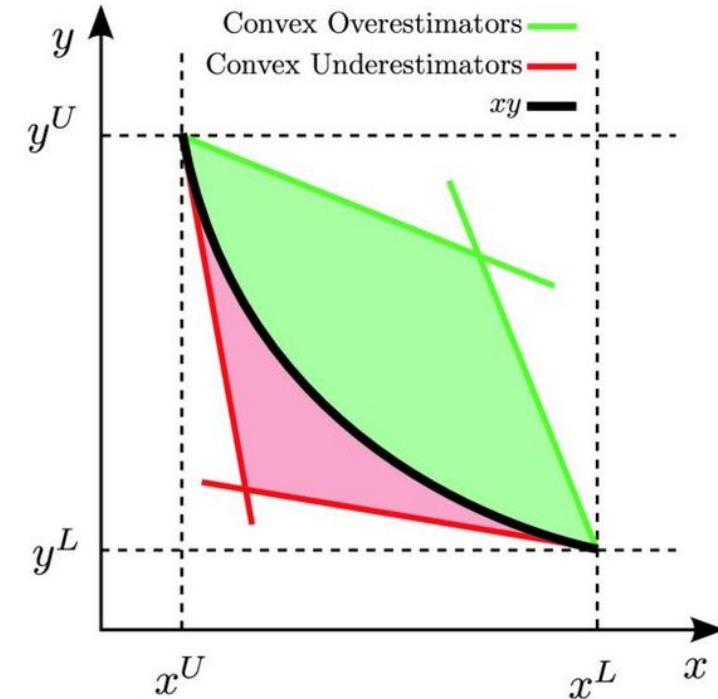 y
Convex Overestimators
Convex Underestimators
xy
y^U
y^L
x^U
x^L
x